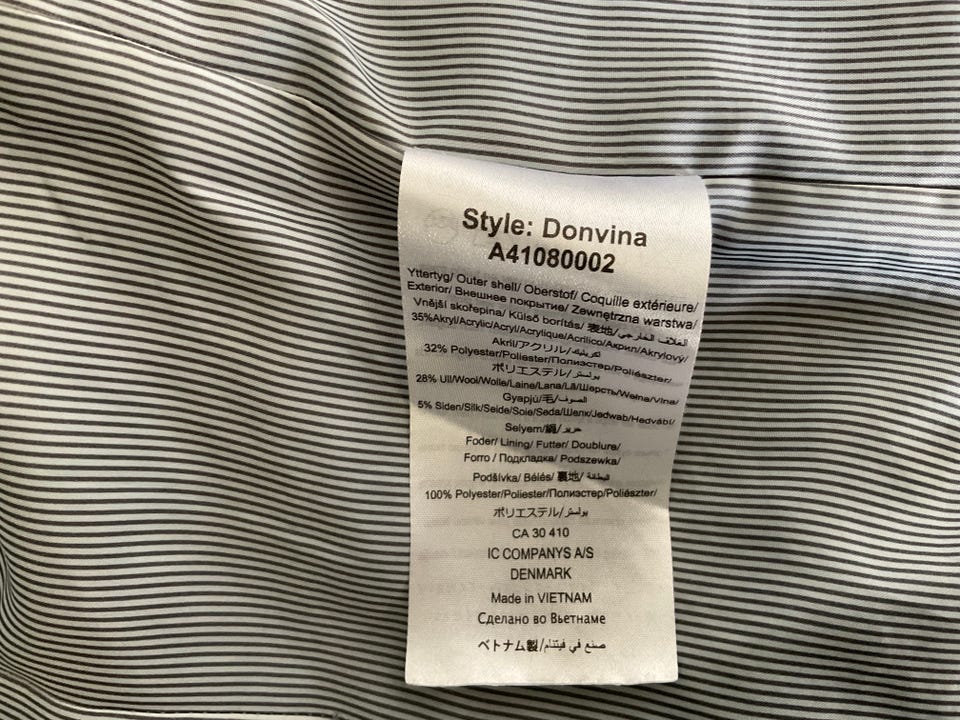 Style: Donvina
A41080002
Yttertyg/ Outer shell/ Oberstof/ Coquille extérieure/
Exterior/ Внешнее покрытие/ Zewnętrzna warstwa/
Vnější skořepina/ Külső borítás/ 表地/الغلاف الخارجي
35%Akryl/Acrylic/Acryl/Acrylique/Acrilico/Акрил/Akrylový/
Akril/アクリル/اكريليك
32% Polyester/Poliester/Полиэстер/Poliészter/
ポリエステル/بولستر
28% Ull/Wool/Wolle/Laine/Lana/Lã/Шерсть/Wełna/Vlna/
Gyapjú/毛/الصوف
5% Siden/Silk/Seide/Soie/Seda/Шелк/Jedwab/Hedvábí/
Selyem/絹/حرير
Foder/ Lining/ Futter/ Doublure/
Forro / Подкладка/ Podszewka/
Podšívka/ Bélés/ 裏地/ البطانة
100% Polyester/Poliester/Полиэстер/Poliészter/
ポリエステル/بولستر
CA 30 410
IC COMPANYS A/S
DENMARK
Made in VIETNAM
Сделано во Вьетнаме
ベトナム製/صنع في فيتنام